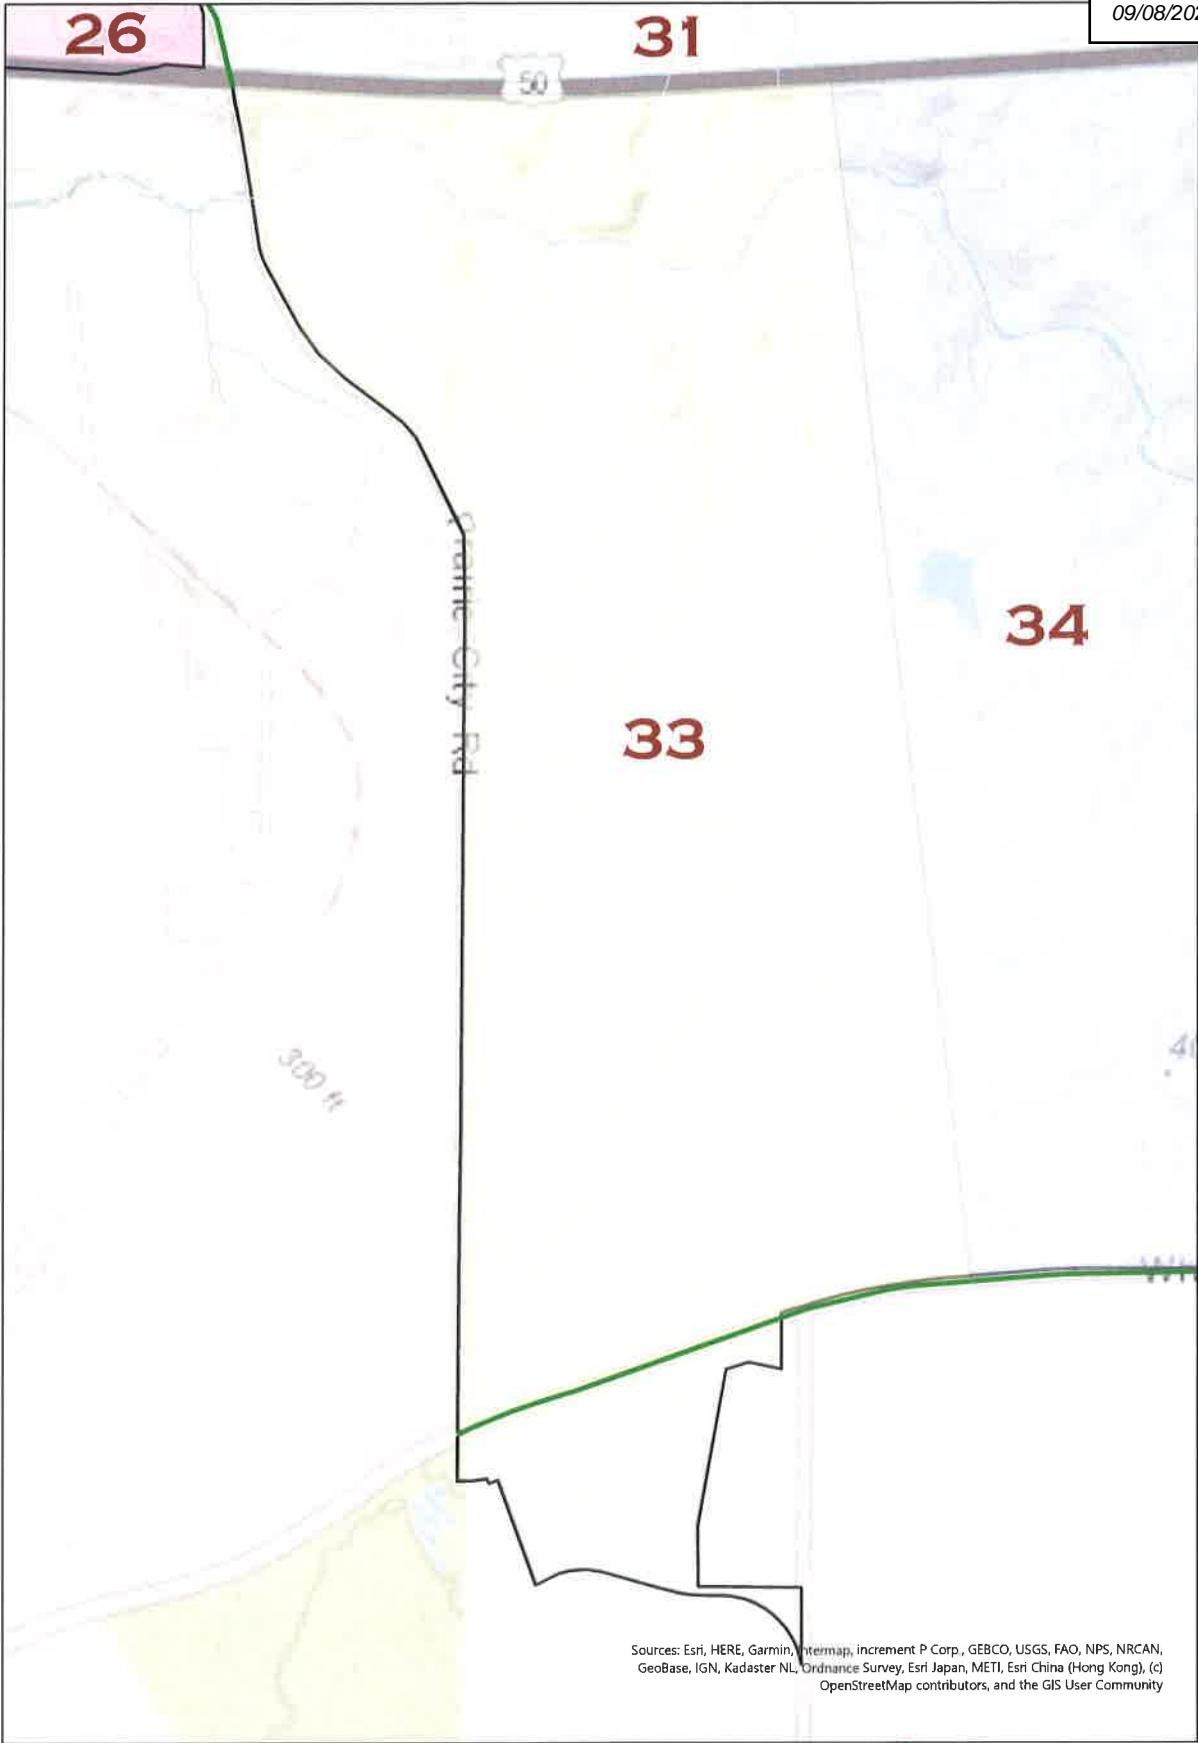 09/08/202
26
31
50
Prairie City Rd
34
33
300 ft
Sources: Esri, HERE, Garmin, Intermap, increment P Corp., GEBCO, USGS, FAO, NPS, NRCAN,
GeoBase, IGN, Kadaster NL, Ordnance Survey, Esri Japan, METI, Esri China (Hong Kong), (c)
OpenStreetMap contributors, and the GIS User Community